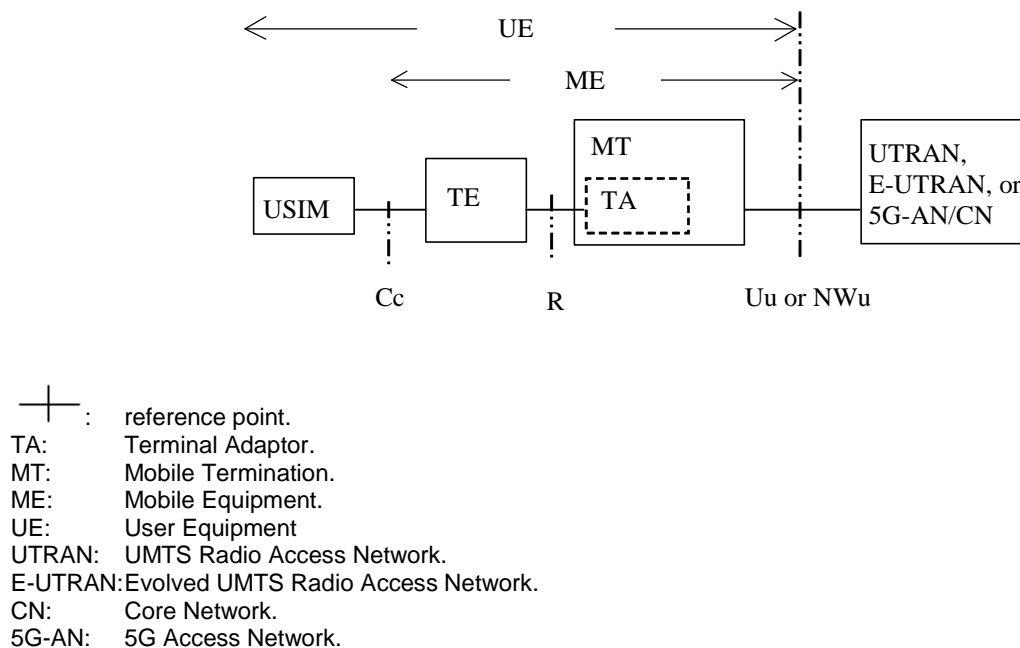 UE
ME
MT
UTRAN,
E-UTRAN, or
5G-AN/CN
USIM
TE
TA
Cc
R
Uu or NWu
: reference point.
TA: Terminal Adaptor.
MT: Mobile Termination.
ME: Mobile Equipment.
UE: User Equipment
UTRAN: UMTS Radio Access Network.
E-UTRAN:Evolved UMTS Radio Access Network.
CN: Core Network.
5G-AN: 5G Access Network.